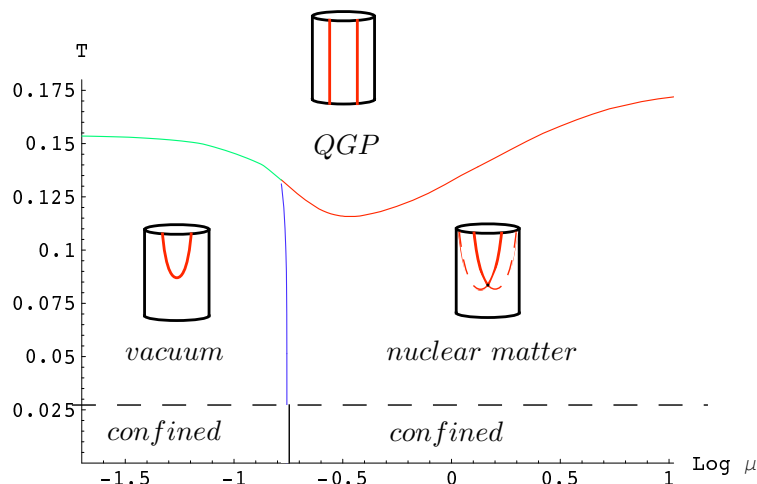 T
0.175
0.15
0.125
0.1
0.075
0.05
0.025
QGP
vacuum
nuclear matter
confined
confined
-1.5 -1 -0.5 0 0.5 1
Log μ